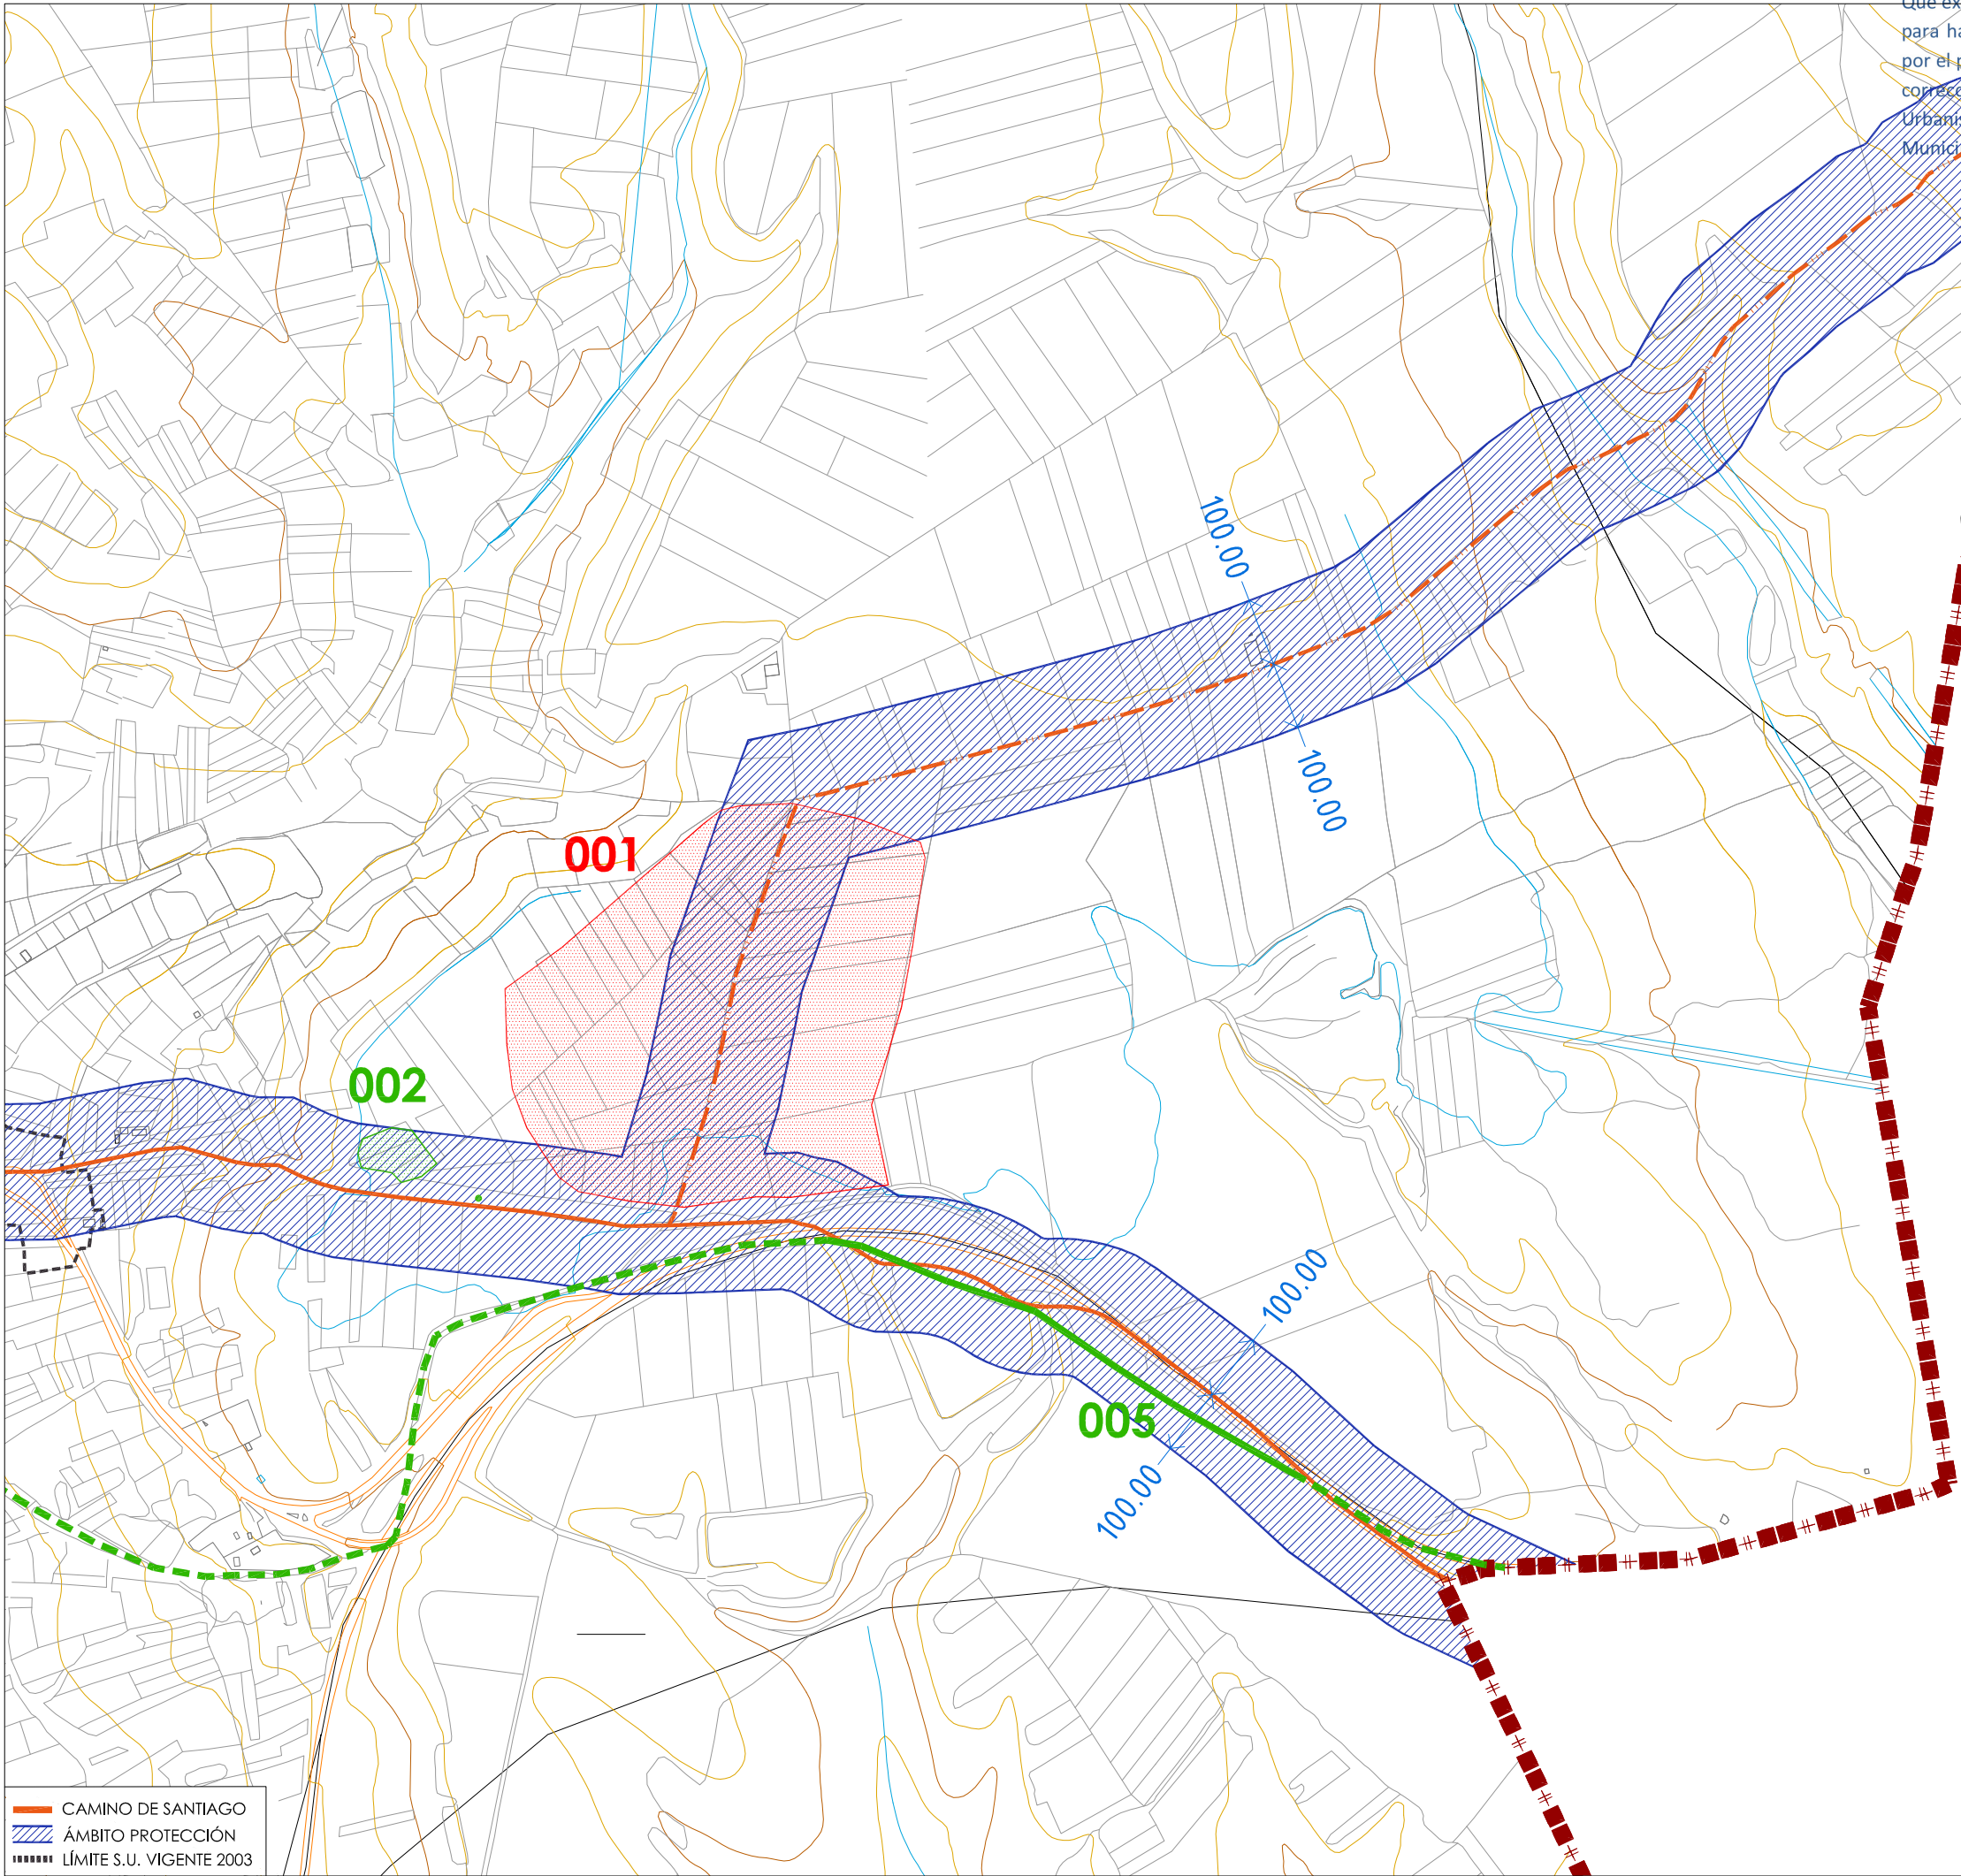 para ha
por el p
Urbanis
Munici
100.00
100.00
001
002
100.00
005
100.00
CAMINO DE SANTIAGO
ÁMBITO PROTECCIÓN
LÍMITE S.U. VIGENTE 2003